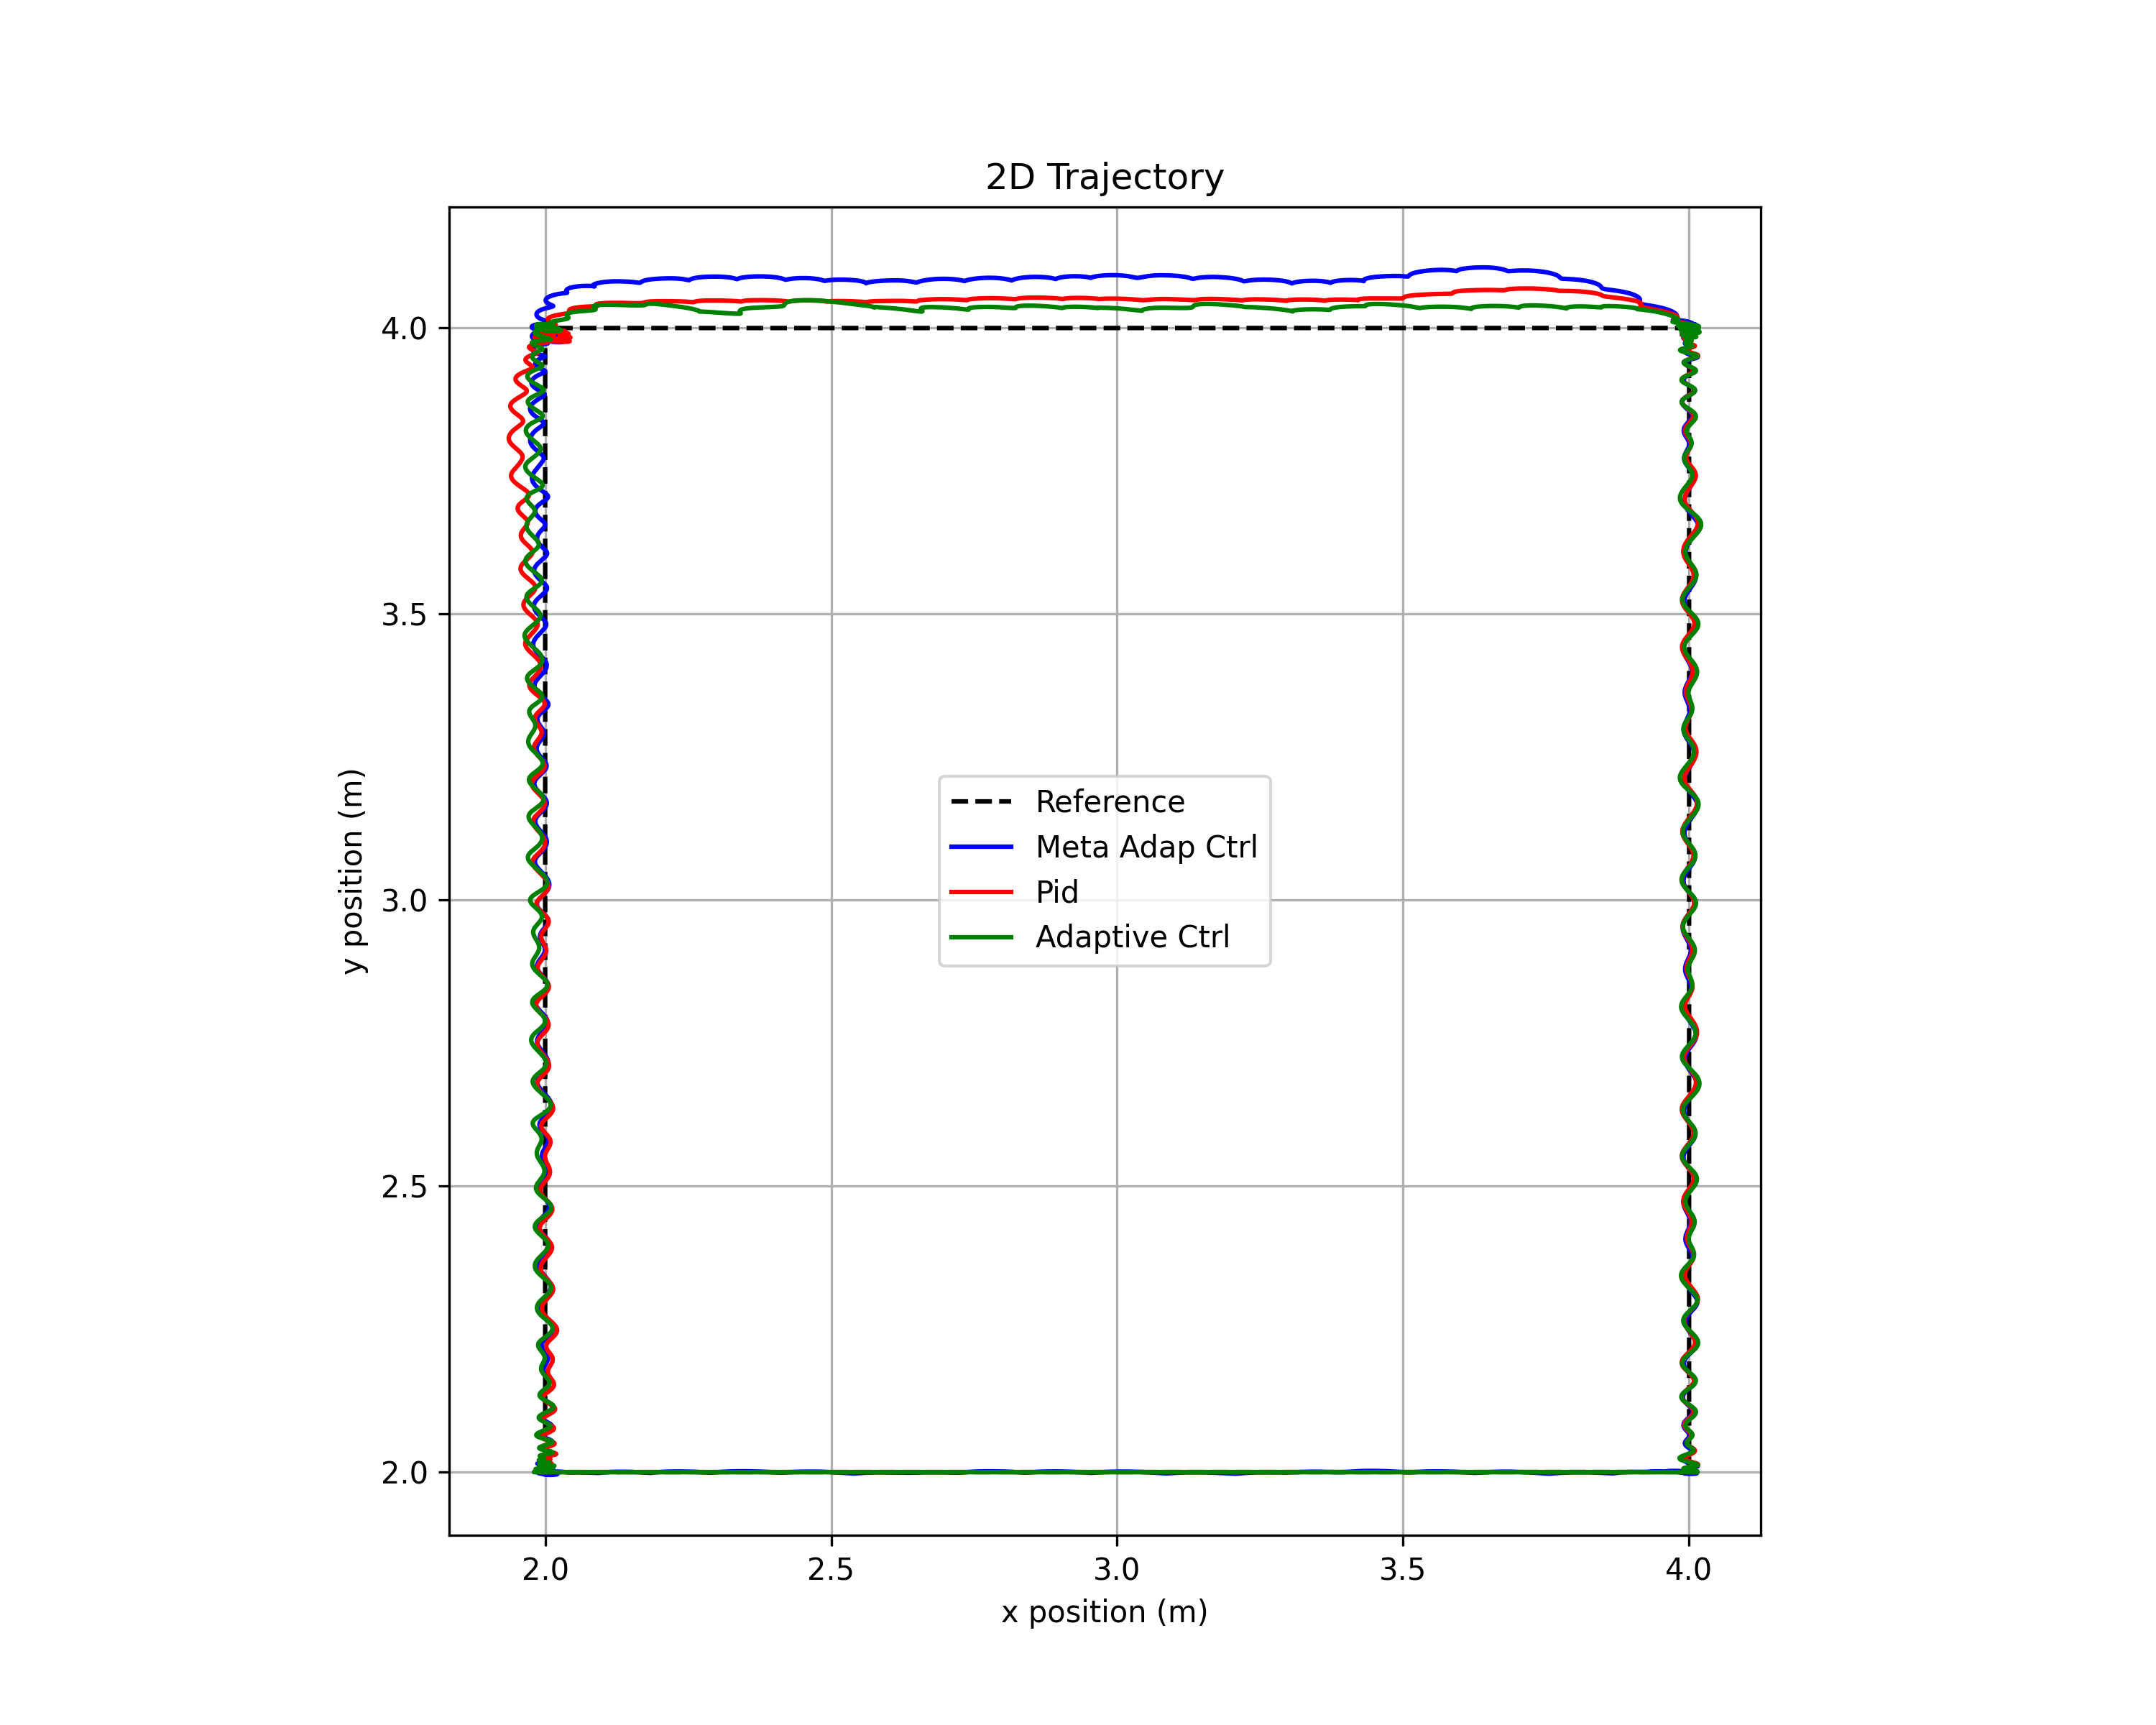 2D Trajectory
4.0
3.5
3.0
2.5
2.0
y position (m)
Reference
Meta Adap Ctrl
Pid
Adaptive Ctrl
2.0
2.5
3.0
3.5
4.0
x position (m)